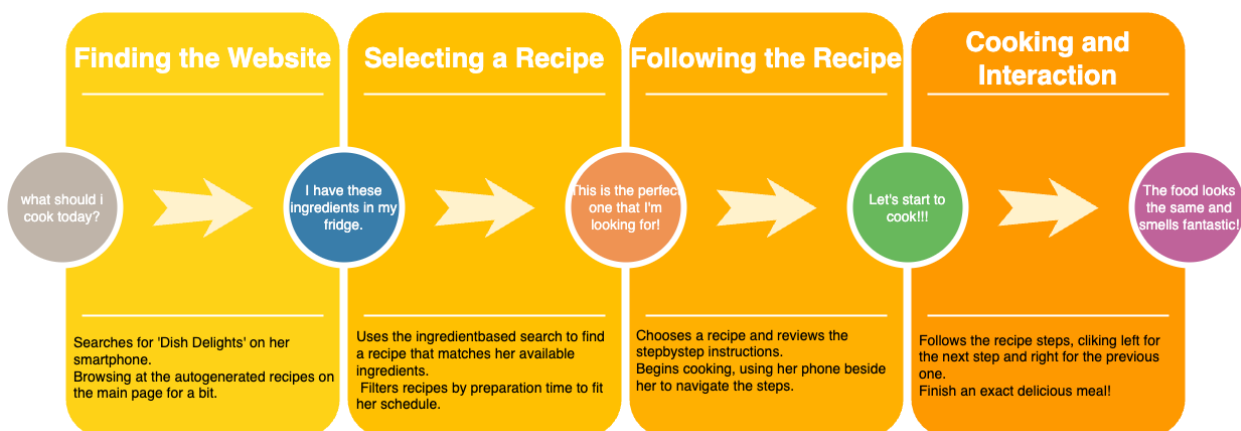 Finding the Website
Selecting a Recipe
Following the Recipe
Cooking and
Interaction
what should i
cook today?
I have these
ingredients in my
fridge.
This is the perfect
one that I'm
looking for!
Let's start to
cook!!!
The food looks
the same and
smells fantastic!
Searches for 'Dish Delights' on her
smartphone.
Browsing at the autogenerated recipes on
the main page for a bit.
Uses the ingredientbased search to find
a recipe that matches her available
ingredients.
Filters recipes by preparation time to fit
her schedule.
Chooses a recipe and reviews the
stepbystep instructions.
Begins cooking, using her phone beside
her to navigate the steps.
Follows the recipe steps, cliking left for
the next step and right for the previous
one.
Finish an exact delicious meal!